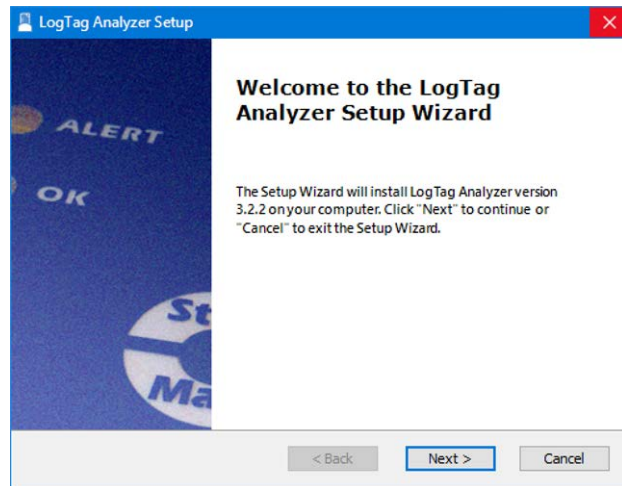 LogTag Analyzer Setup
ALERT
OK
St
Ma
Welcome to the LogTag
Analyzer Setup Wizard
The Setup Wizard will install LogTag Analyzer version
3.2.2 on your computer. Click "Next" to continue or
"Cancel" to exit the Setup Wizard.
< Back
Next >
Cancel